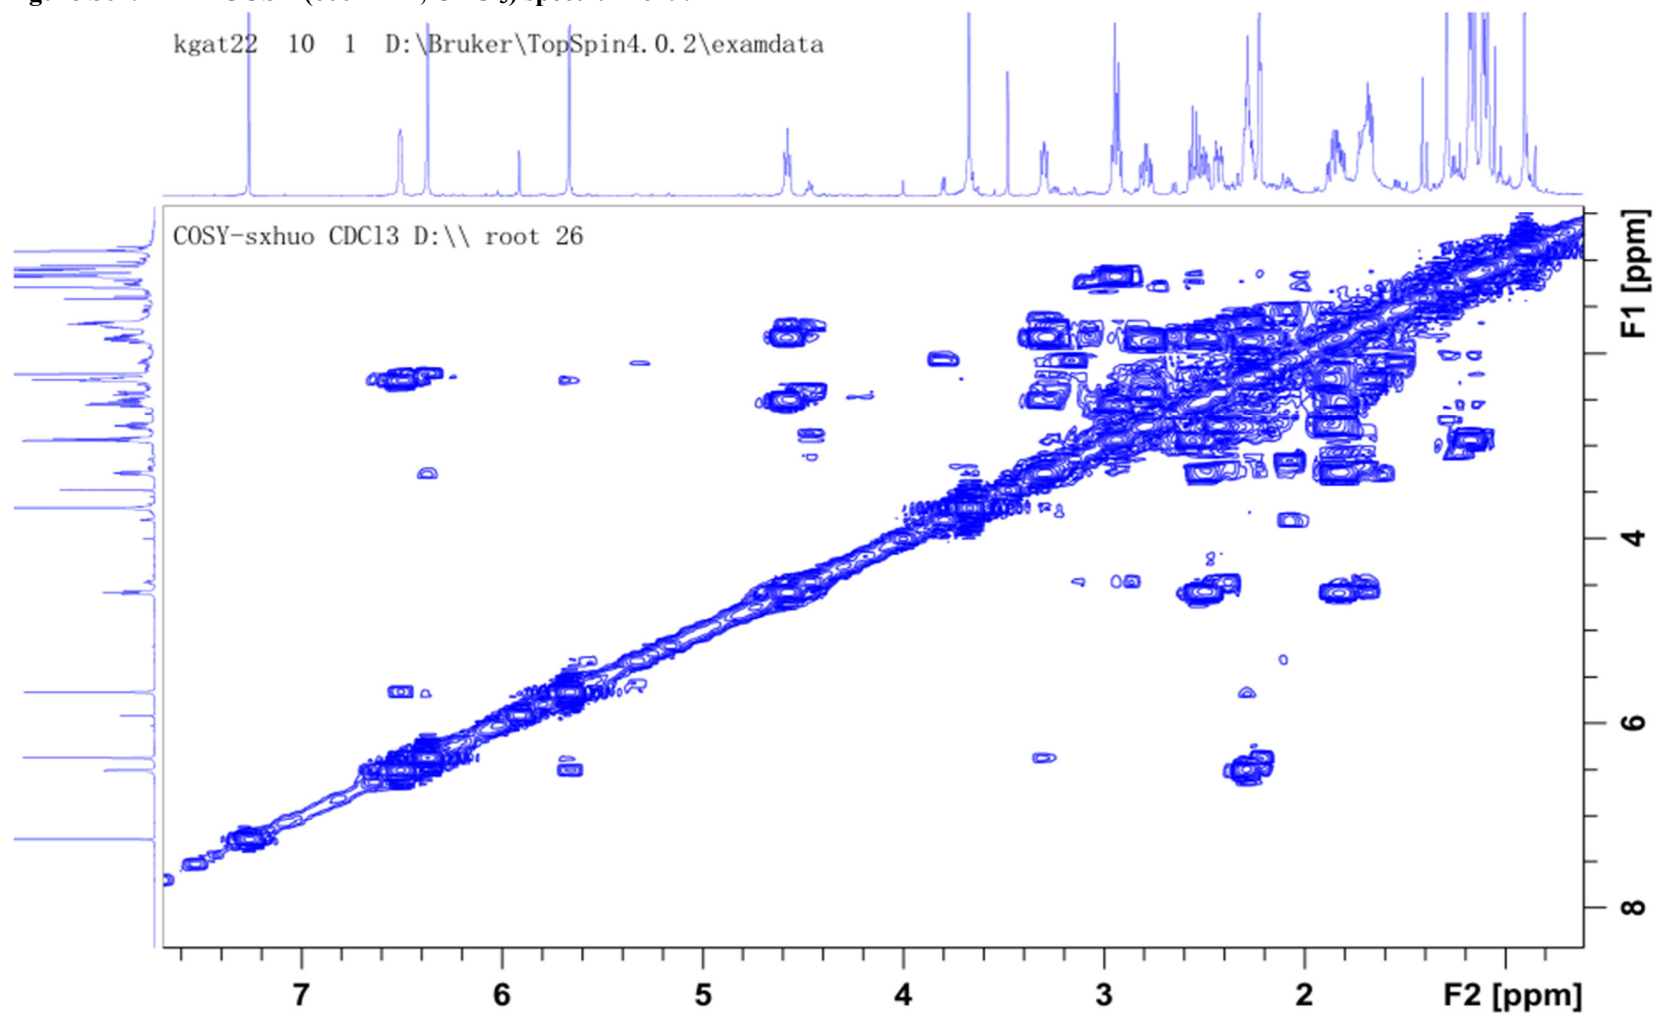 kgat22 10 1 D:\Bruker\TopSpin4.0.2\examdata
COSY-sxhuo CDCl3 D:\\ root 26
F1 [ppm]
4
6
8
7 6 5 4 3 2 F2 [ppm]